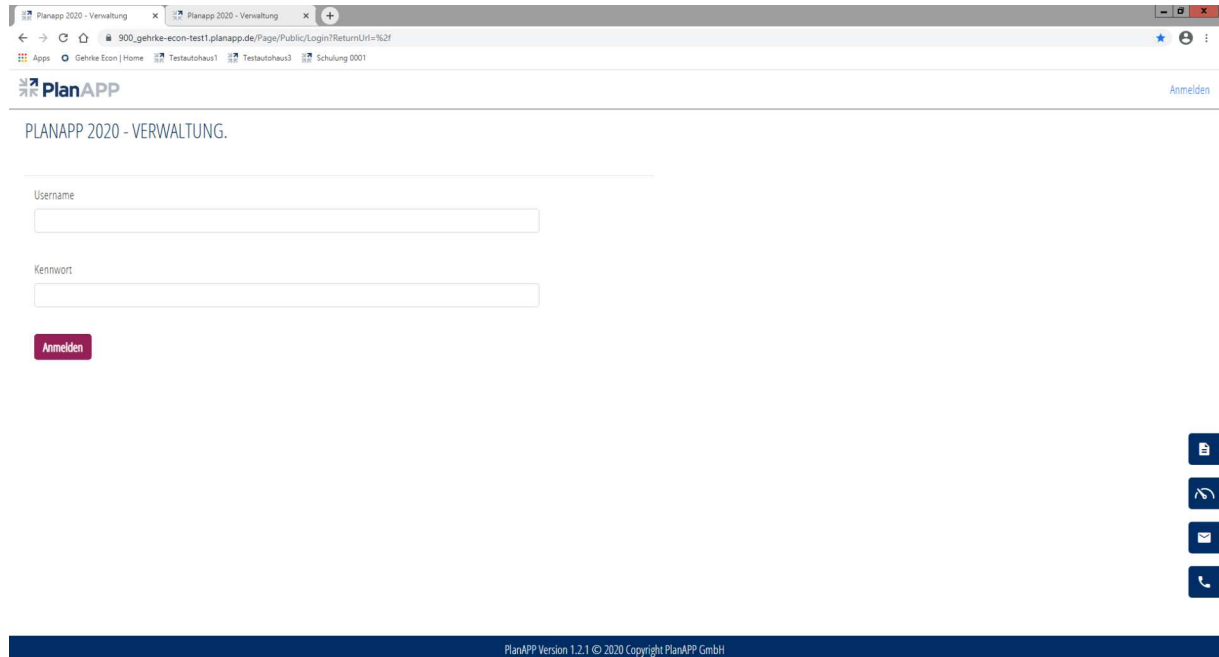 Planapp 2020 - Verwaltung
Planapp 2020 - Verwaltung
900_gehrke-econ-test1.planapp.de/Page/Public/Login?ReturnUrl=%2f
Apps Gehrke Econ | Home Testautohaus1 Testautohaus3 Schulung 0001
PlanAPP
Anmelden
PLANAPP 2020 - VERWALTUNG.
Username
Kennwort
Anmelden
PlanAPP Version 1.2.1 © 2020 Copyright PlanAPP GmbH